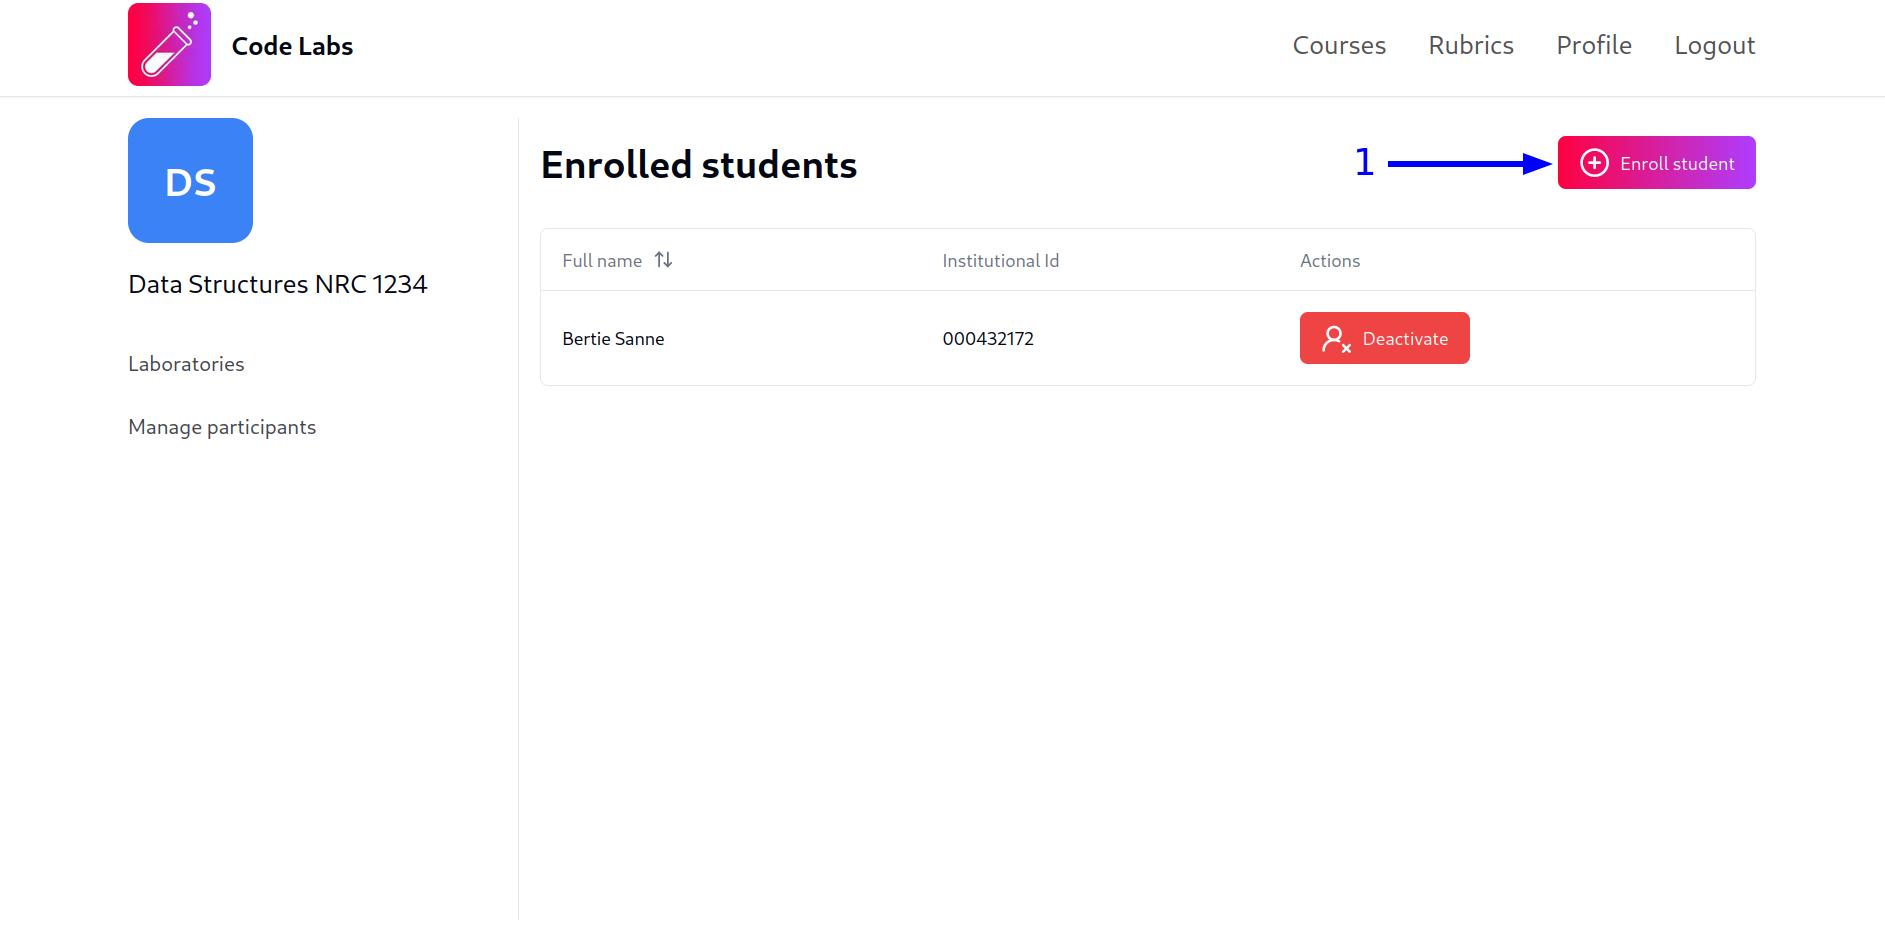 Code Labs
Courses Rubrics Profile Logout
DS
Data Structures NRC 1234
Laboratories
Manage participants
Enrolled students
1
Enroll student
Full name Institutional Id Actions
Bertie Sanne 000432172 Deactivate